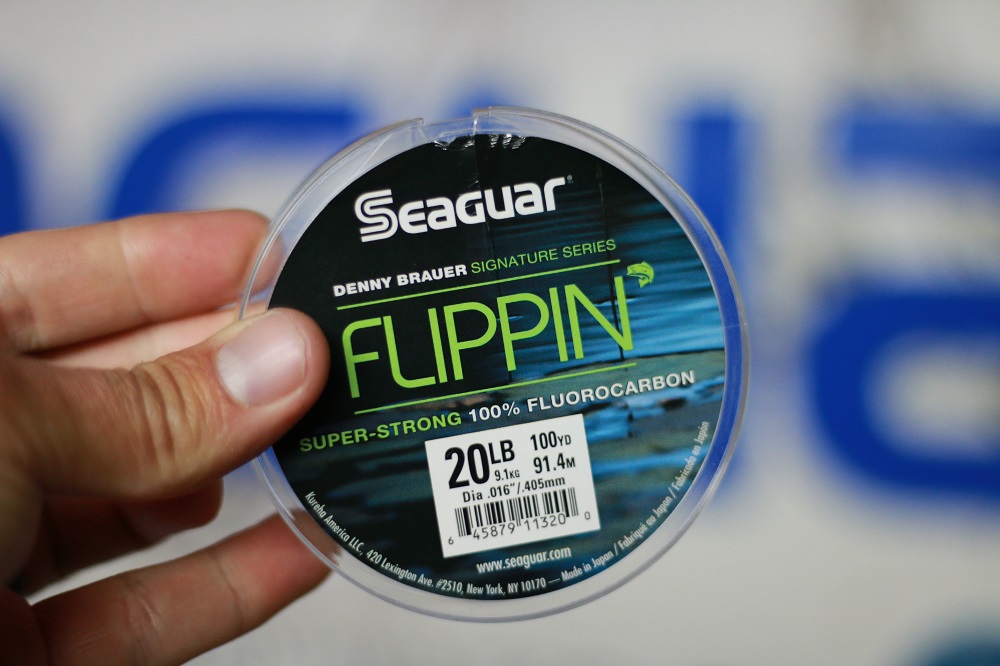 SEAGUAR®
DENNY BRAUER SIGNATURE SERIES
FLIPPIN'
SUPER-STRONG 100% FLUOROCARBON
20LB 100YD
9.1KG 91.4M
Dia .016"/.405mm
6 45879 11320 0
www.seaguar.com
Kureha America LLC, 420 Lexington Ave. #2510, New York, NY 10170 — Made in Japan / Fabriqué au Japon / Fabricado en Japón